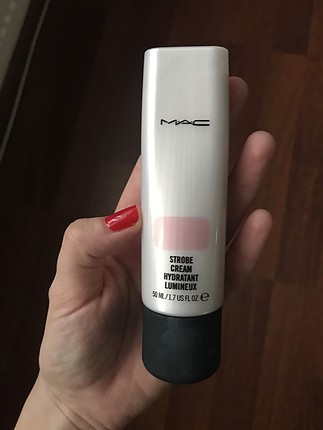 MAC
STROBE
CREAM
HYDRATANT
LUMINEUX
50 ML/1.7 US FL OZ ℮